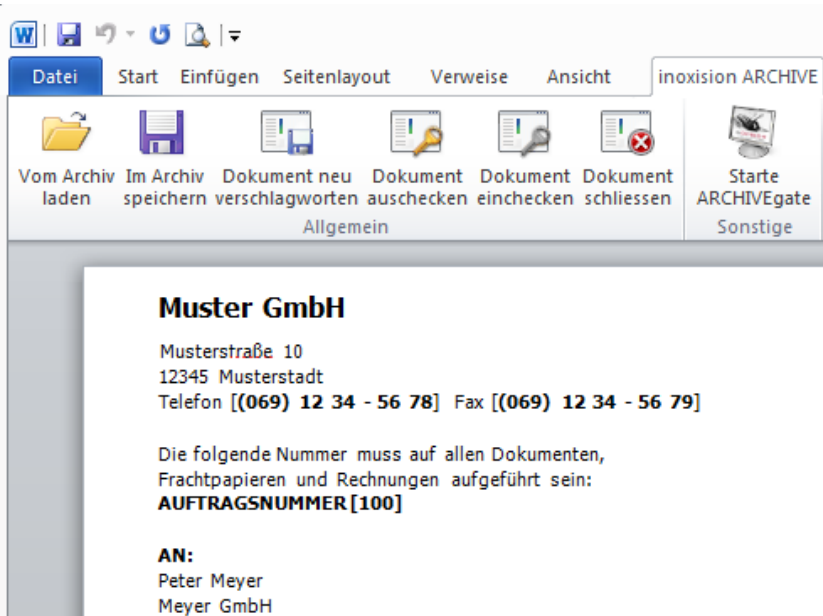 W
Datei Start Einfügen Seitenlayout Verweise Ansicht inoxision ARCHIVE
Vom Archiv laden
Im Archiv speichern
Dokument neu verschlagworten
Dokument auschecken
Dokument einchecken
Dokument schliessen
Starte ARCHIVEgate
Allgemein Sonstige
Muster GmbH
Musterstraße 10
12345 Musterstadt
Telefon [(069) 12 34 - 56 78] Fax [(069) 12 34 - 56 79]
Die folgende Nummer muss auf allen Dokumenten,
Frachtpapieren und Rechnungen aufgeführt sein:
AUFTRAGSNUMMER[100]
AN:
Peter Meyer
Meyer GmbH